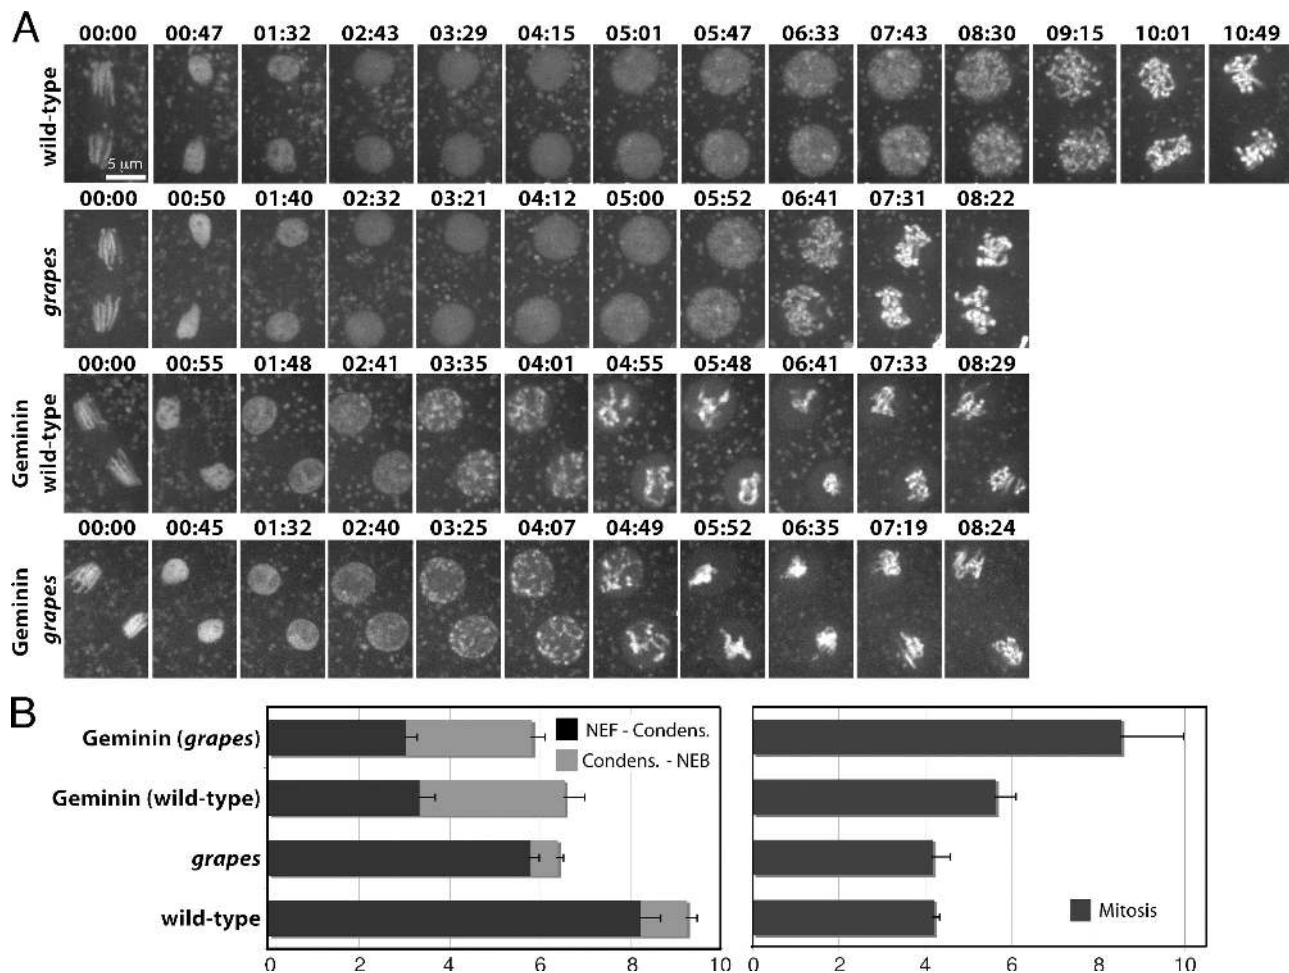 A
00:00 00:47 01:32 02:43 03:29 04:15 05:01 05:47 06:33 07:43 08:30 09:15 10:01 10:49
wild-type
5 μm
00:00 00:50 01:40 02:32 03:21 04:12 05:00 05:52 06:41 07:31 08:22
grapes
00:00 00:55 01:48 02:41 03:35 04:01 04:55 05:48 06:41 07:33 08:29
Geminin
wild-type
00:00 00:45 01:32 02:40 03:25 04:07 04:49 05:52 06:35 07:19 08:24
Geminin
grapes
B
Geminin (grapes)
Geminin (wild-type)
grapes
wild-type
NEF - Condens.
Condens. - NEB
0 2 4 6 8 10
Mitosis
0 2 4 6 8 10